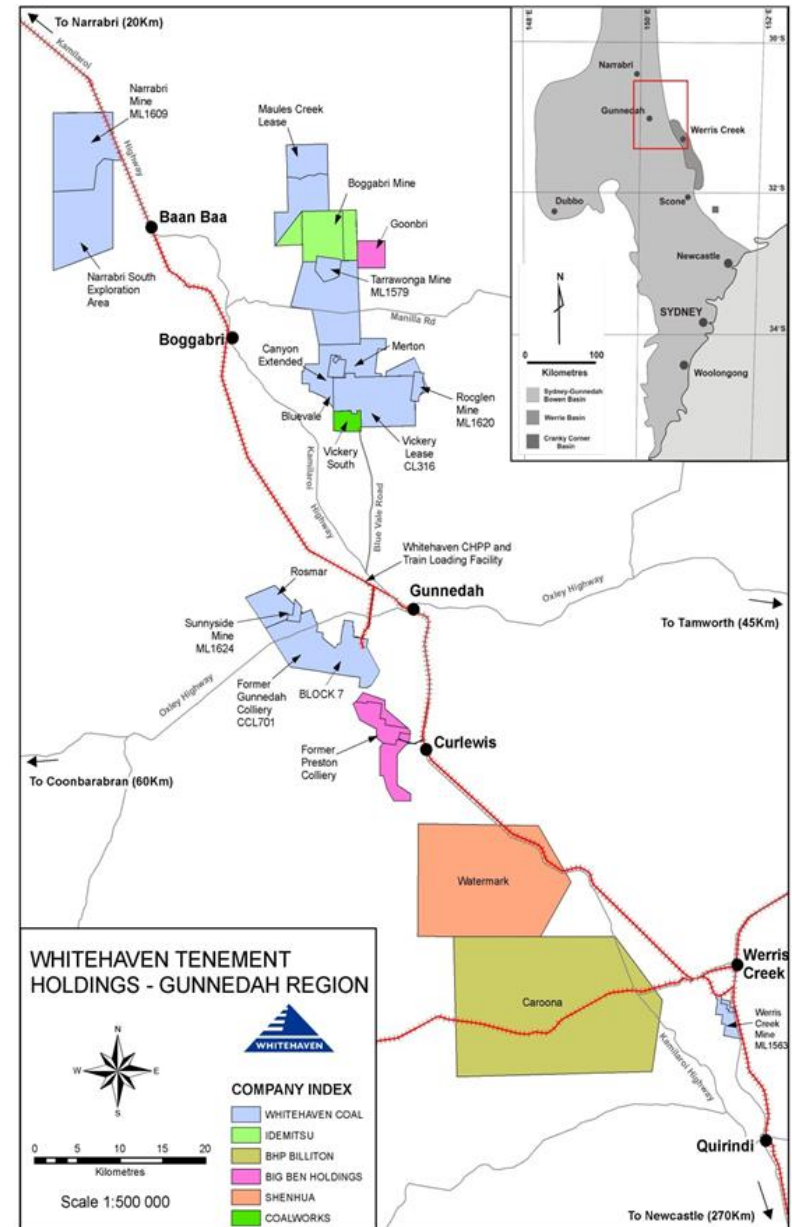 To Narrabri (20Km)
Kamilaroi
Highway
Narrabri
Mine
ML1609
Maules Creek
Lease
Boggabri Mine
Goonbri
Baan Baa
Narrabri South
Exploration
Area
Tarrawonga Mine
ML1579
Manilla Rd
Boggabri
Canyon
Extended
Merton
Bluevale
Rocglen
Mine
ML1620
Vickery
South
Vickery
Lease
CL316
Kamilaroi
Highway
Blue Vale Road
Whitehaven CHPP and
Train Loading Facility
Rosmar
Gunnedah
Oxley Highway
To Tamworth (45Km)
Sunnyside
Mine
ML1624
Former
Gunnedah
Colliery
CCL701
BLOCK 7
Oxley Highway
Former
Preston
Colliery
Curlewis
To Coonbarabran (60Km)
Watermark
Caroona
Werris
Creek
Werris
Creek
Mine
ML1563
Kamilaroi Highway
Quirindi
To Newcastle (270Km)
148°E
150°E
152°E
30°S
Narrabri
Gunnedah
Werris Creek
32°S
Dubbo
Scone
Newcastle
N
SYDNEY
34°S
0 100
Kilometres
Woolongong
Sydney-Gunnedah
Bowen Basin
Werrie Basin
Cranky Corner
Basin
WHITEHAVEN TENEMENT
HOLDINGS - GUNNEDAH REGION
N
W E
S
WHITEHAVEN
COMPANY INDEX
WHITEHAVEN COAL
IDEMITSU
BHP BILLITON
BIG BEN HOLDINGS
SHENHUA
COALWORKS
0 5 10 15 20
Kilometres
Scale 1:500 000